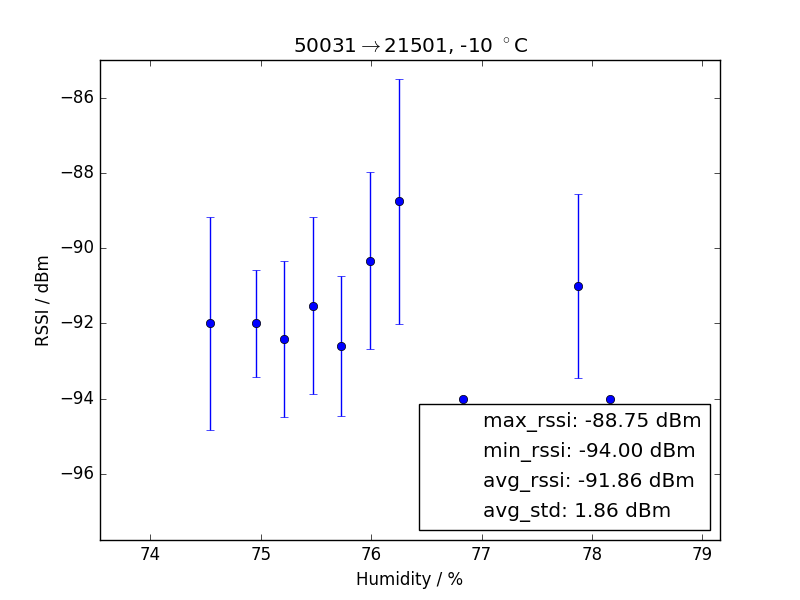 50031→21501, -10 °C
−86
−88
−90
−92
−94
−96
RSSI / dBm
max_rssi: -88.75 dBm
min_rssi: -94.00 dBm
avg_rssi: -91.86 dBm
avg_std: 1.86 dBm
74 75 76 77 78 79
Humidity / %